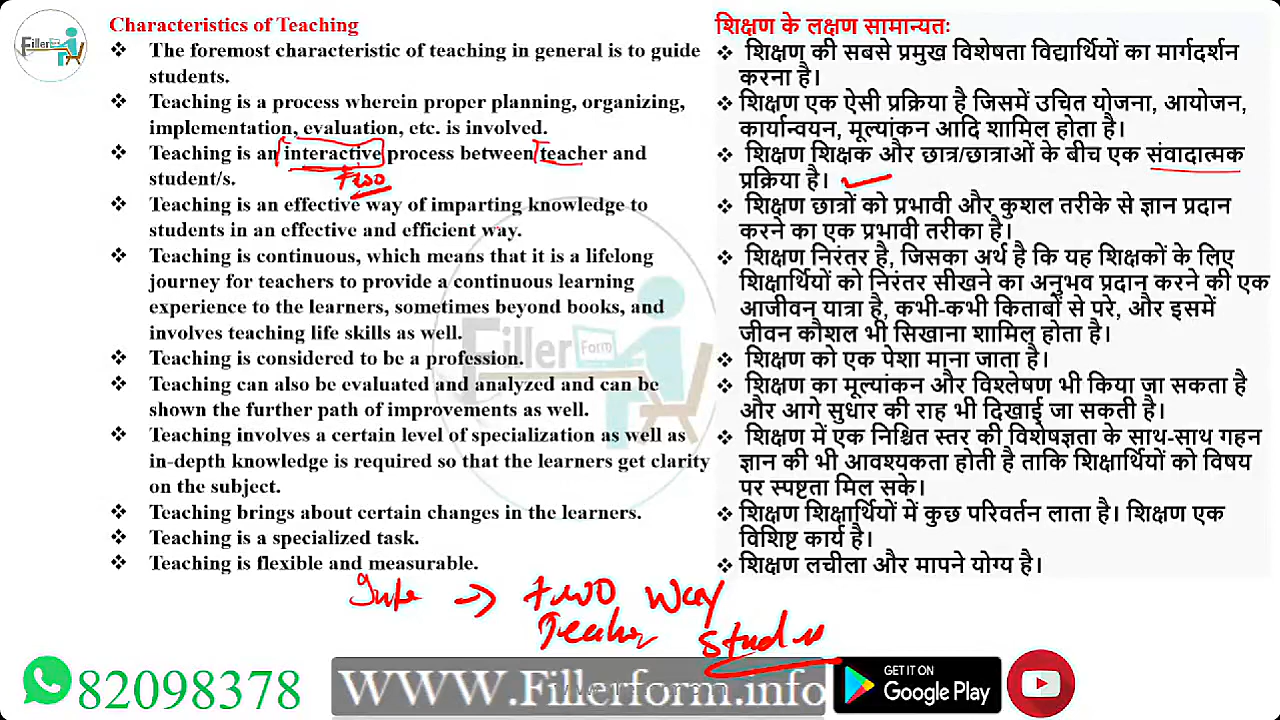 Characteristics of Teaching
❖ The foremost characteristic of teaching in general is to guide
students.
❖ Teaching is a process wherein proper planning, organizing,
implementation, evaluation, etc. is involved.
❖ Teaching is an interactive process between teacher and
student/s.
two
❖ Teaching is an effective way of imparting knowledge to
students in an effective and efficient way.
❖ Teaching is continuous, which means that it is a lifelong
journey for teachers to provide a continuous learning
experience to the learners, sometimes beyond books, and
involves teaching life skills as well.
❖ Teaching is considered to be a profession.
❖ Teaching can also be evaluated and analyzed and can be
shown the further path of improvements as well.
❖ Teaching involves a certain level of specialization as well as
in-depth knowledge is required so that the learners get clarity
on the subject.
❖ Teaching brings about certain changes in the learners.
❖ Teaching is a specialized task.
❖ Teaching is flexible and measurable.
शिक्षण के लक्षण सामान्यतः
❖ शिक्षण की सबसे प्रमुख विशेषता विद्यार्थियों का मार्गदर्शन
करना है।
❖ शिक्षण एक ऐसी प्रक्रिया है जिसमें उचित योजना, आयोजन,
कार्यान्वयन, मूल्यांकन आदि शामिल होता है।
❖ शिक्षण शिक्षक और छात्र/छात्राओं के बीच एक संवादात्मक
प्रक्रिया है।
❖ शिक्षण छात्रों को प्रभावी और कुशल तरीके से ज्ञान प्रदान
करने का एक प्रभावी तरीका है।
❖ शिक्षण निरंतर है, जिसका अर्थ है कि यह शिक्षकों के लिए
शिक्षार्थियों को निरंतर सीखने का अनुभव प्रदान करने की एक
आजीवन यात्रा है, कभी-कभी किताबों से परे, और इसमें
जीवन कौशल भी सिखाना शामिल होता है।
❖ शिक्षण को एक पेशा माना जाता है।
❖ शिक्षण का मूल्यांकन और विश्लेषण भी किया जा सकता है
और आगे सुधार की राह भी दिखाई जा सकती है।
❖ शिक्षण में एक निश्चित स्तर की विशेषज्ञता के साथ-साथ गहन
ज्ञान की भी आवश्यकता होती है ताकि शिक्षार्थियों को विषय
पर स्पष्टता मिल सके।
❖ शिक्षण शिक्षार्थियों में कुछ परिवर्तन लाता है। शिक्षण एक
विशिष्ट कार्य है।
❖ शिक्षण लचीला और मापने योग्य है।
Filler Form
Filler Form
→ two way
Teacher
82098378
WWW.Fillerform.info
GET IT ON
Google Play